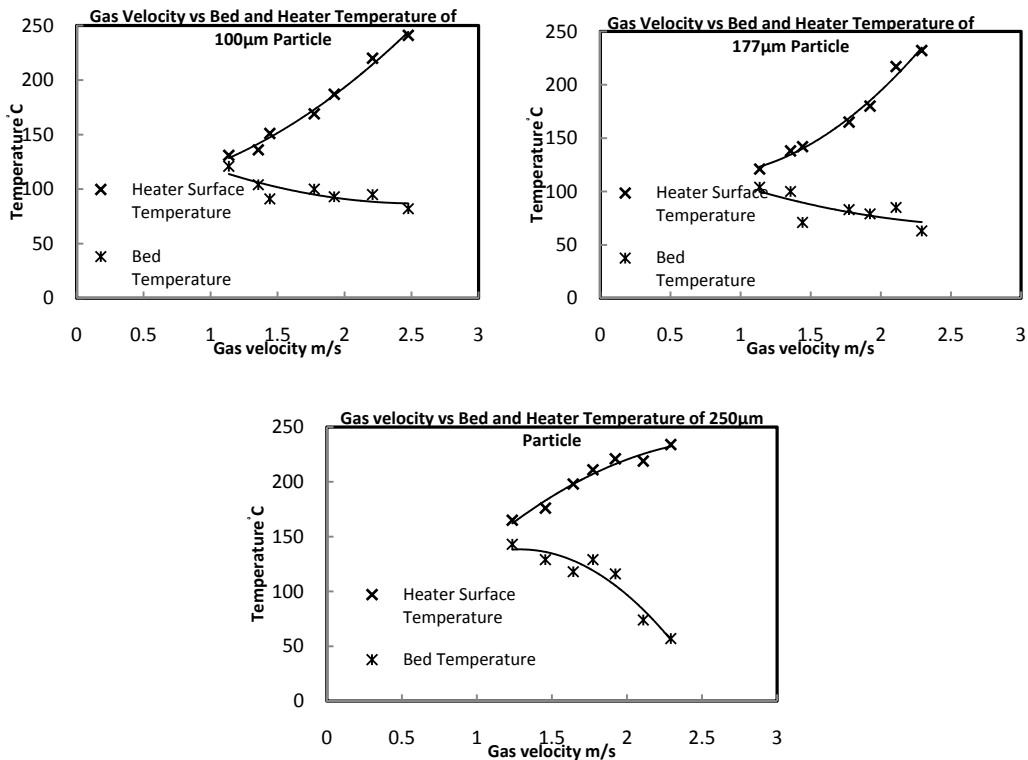 Gas Velocity vs Bed and Heater Temperature of
100µm Particle
250
200
150
100
50
0
Temperature°C
Heater Surface
Temperature
Bed
Temperature
0 0.5 1 1.5 2 2.5 3
Gas velocity m/s
Gas Velocity vs Bed and Heater Temperature of
177µm Particle
250
200
150
100
50
0
Temperature°C
Heater Surface
Temperature
Bed
Temperature
0 0.5 1 1.5 2 2.5 3
Gas velocity m/s
Gas velocity vs Bed and Heater Temperature of 250µm
Particle
250
200
150
100
50
0
Temperature°C
Heater Surface
Temperature
Bed Temperature
0 0.5 1 1.5 2 2.5 3
Gas velocity m/s